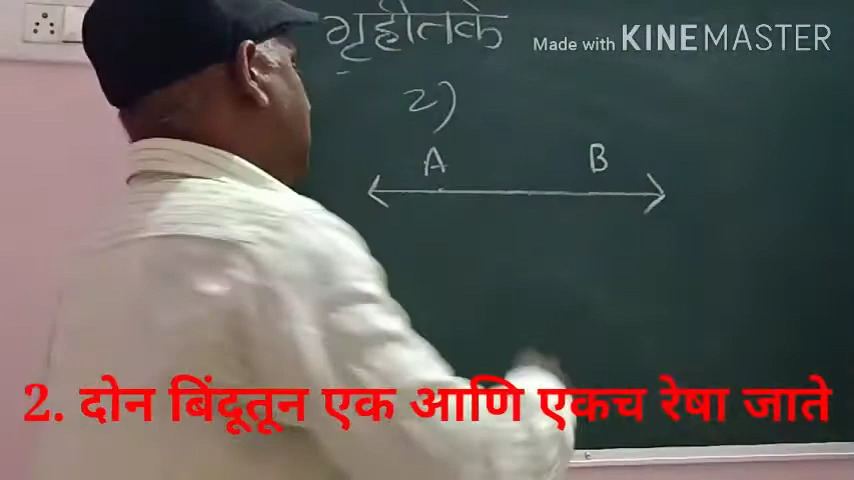 गृहीतके
Made with KINEMASTER
2)
A B
2. दोन बिंदूतून एक आणि एकच रेषा जाते